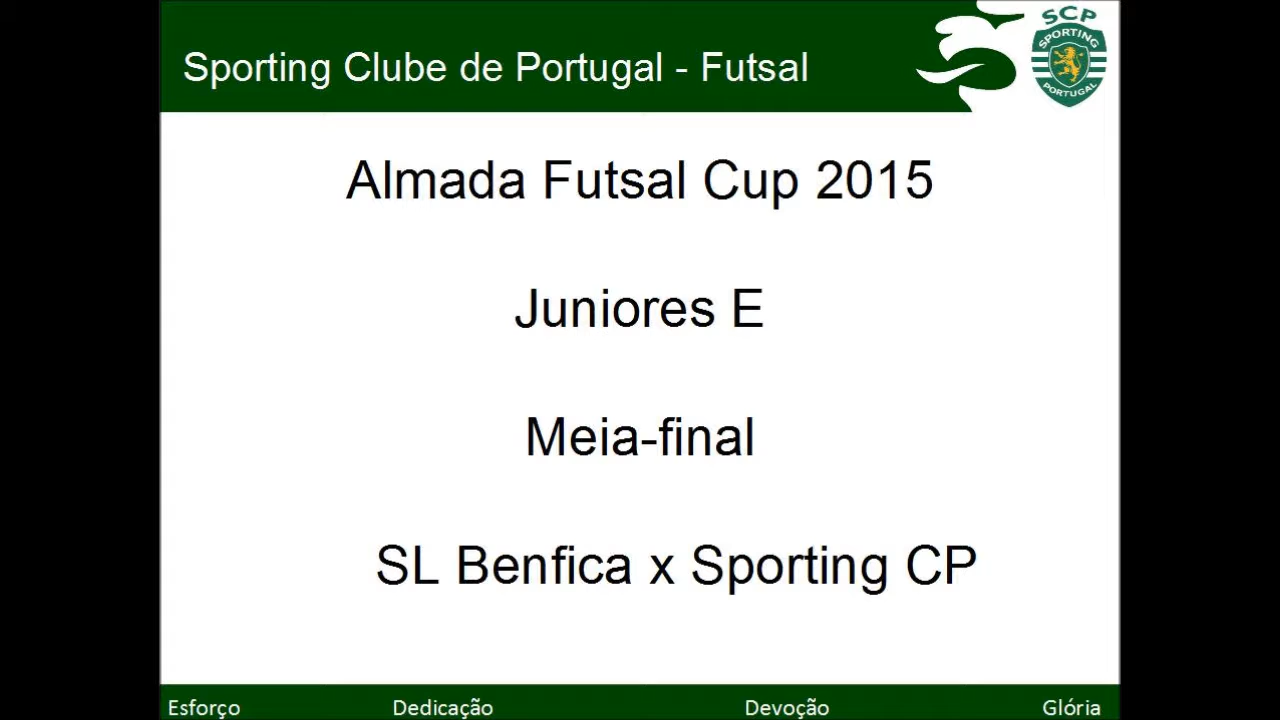 Sporting Clube de Portugal - Futsal
SCP
SPORTING
PORTUGAL
Almada Futsal Cup 2015
Juniores E
Meia-final
SL Benfica x Sporting CP
Esforço Dedicação Devoção Glória